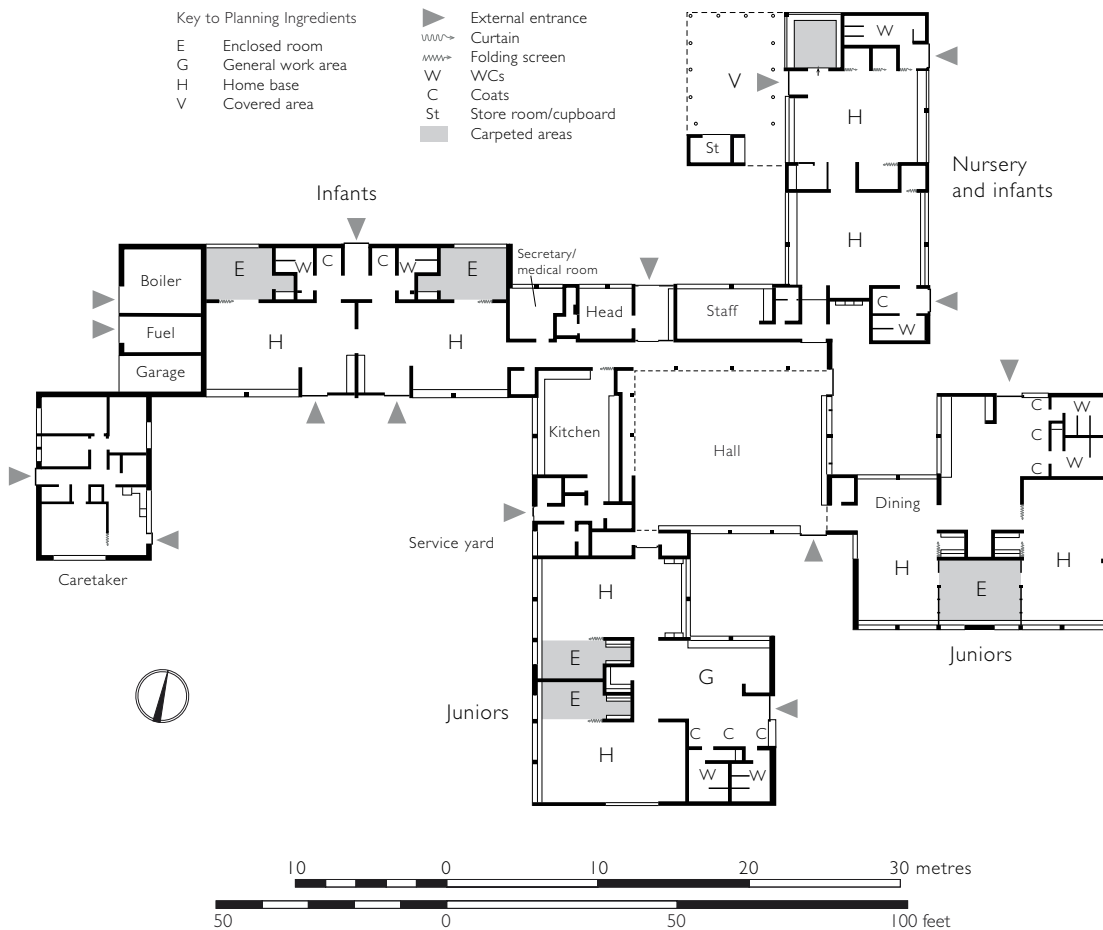 Key to Planning Ingredients
E Enclosed room
G General work area
H Home base
V Covered area
External entrance
Curtain
Folding screen
W WCs
C Coats
St Store room/cupboard
Carpeted areas
W
V
H
St
Nursery
and infants
H
C
W
Infants
E
W
C
C
W
E
Secretary/
medical room
Boiler
Head
Staff
Fuel
H
H
Garage
Kitchen
Hall
C
W
C
C
W
Dining
Service yard
Caretaker
H
H
H
E
E
Juniors
E
G
Juniors
C
C
C
H
W
W
10 0 10 20 30 metres
50 0 50 100 feet